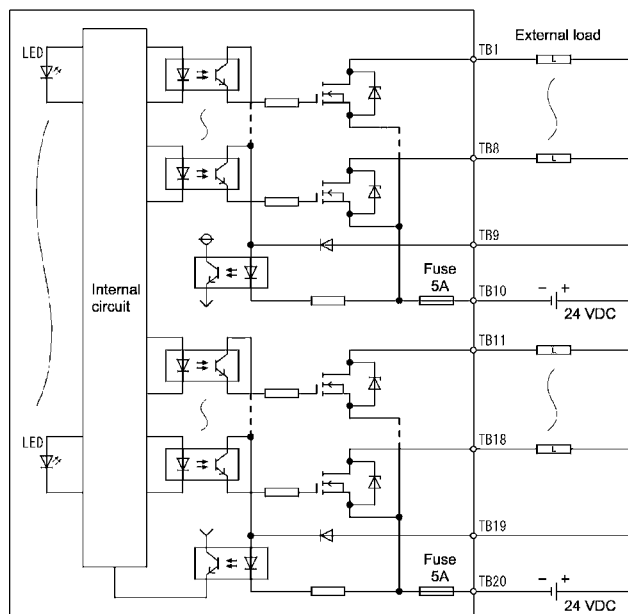 LED
TB1
External load
L
TB8
L
TB9
Internal
circuit
Fuse
5A
TB10
- +
24 VDC
TB11
L
LED
TB18
L
TB19
Fuse
5A
TB20
- +
24 VDC